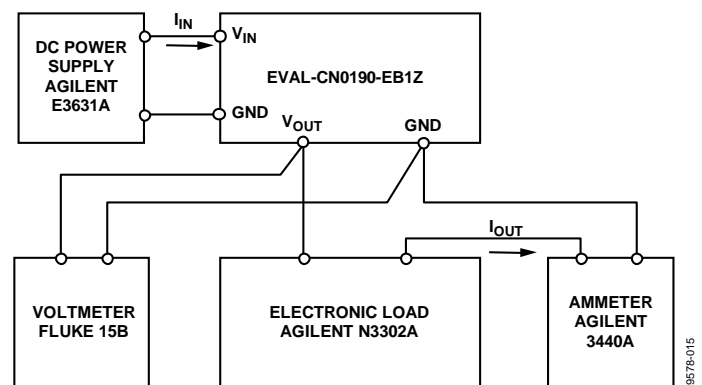 I_IN
DC POWER
SUPPLY
AGILENT
E3631A
V_IN
EVAL-CN0190-EB1Z
GND
V_OUT
GND
I_OUT
VOLTMETER
FLUKE 15B
ELECTRONIC LOAD
AGILENT N3302A
AMMETER
AGILENT
3440A
9578-015